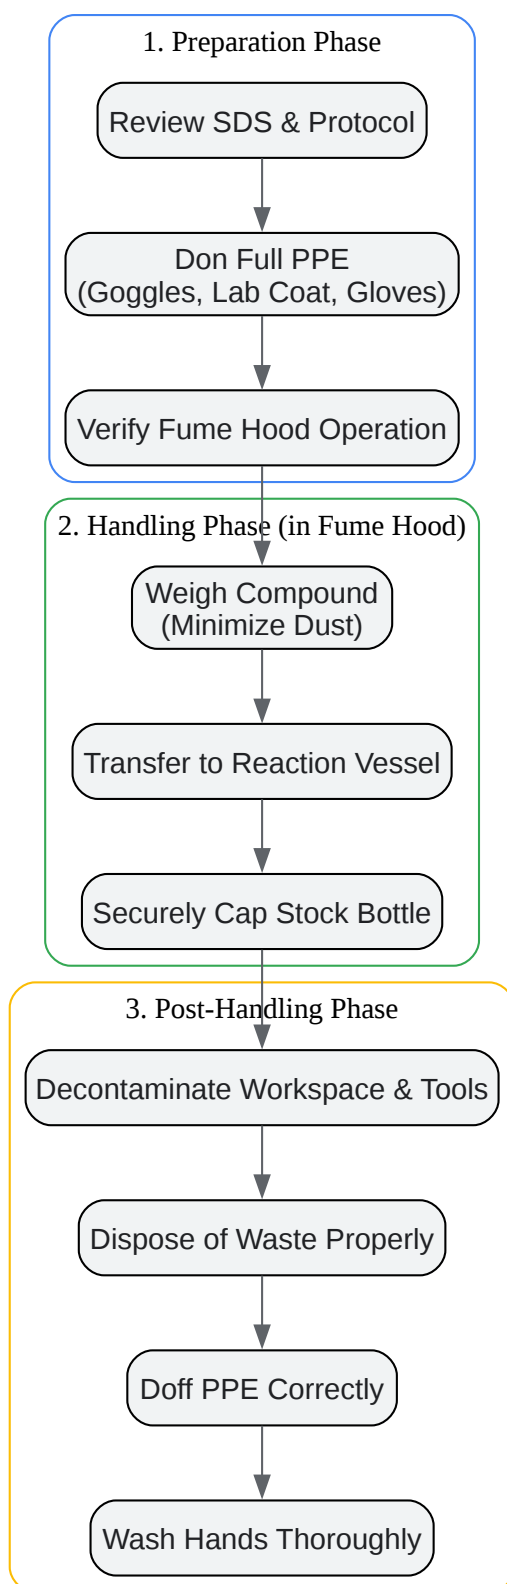 1. Preparation Phase
Review SDS & Protocol
Don Full PPE
(Goggles, Lab Coat, Gloves)
Verify Fume Hood Operation
2. Handling Phase (in Fume Hood)
Weigh Compound
(Minimize Dust)
Transfer to Reaction Vessel
Securely Cap Stock Bottle
3. Post-Handling Phase
Decontaminate Workspace & Tools
Dispose of Waste Properly
Doff PPE Correctly
Wash Hands Thoroughly